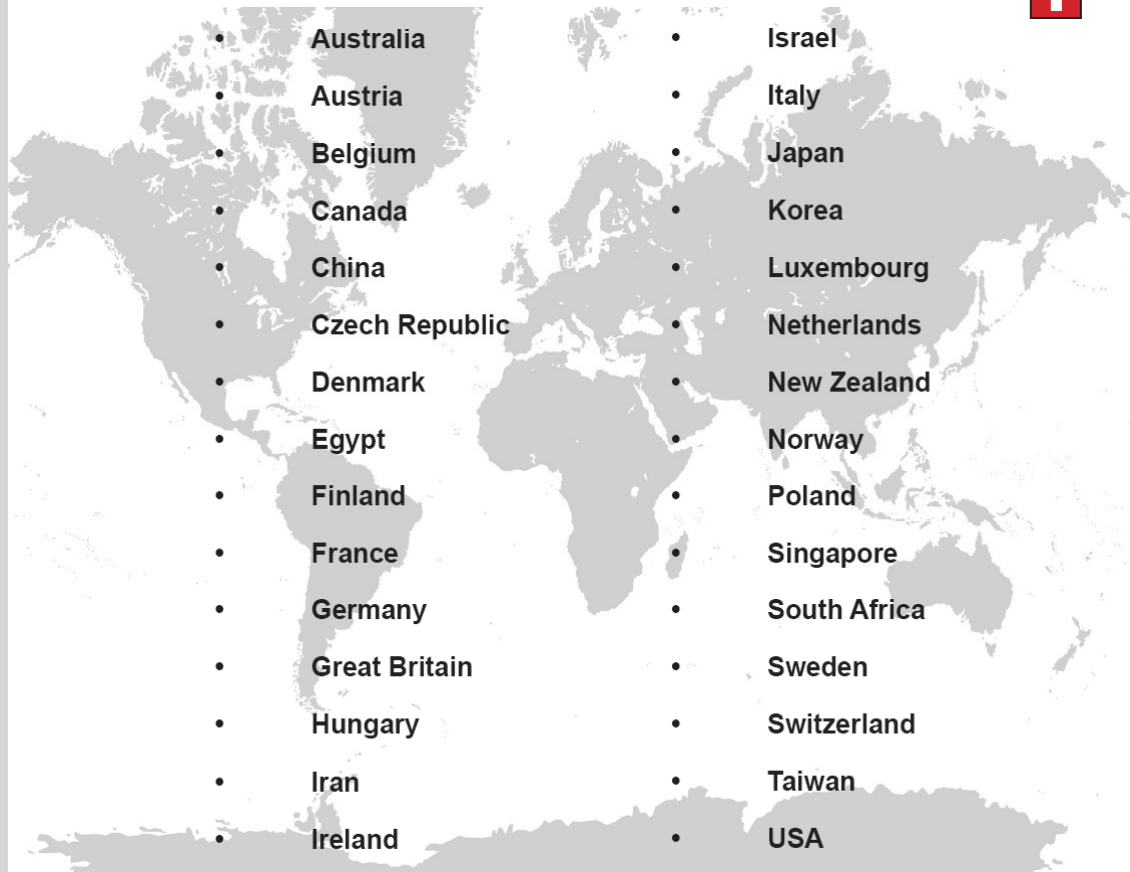 • Australia
• Austria
• Belgium
• Canada
• China
• Czech Republic
• Denmark
• Egypt
• Finland
• France
• Germany
• Great Britain
• Hungary
• Iran
• Ireland
• Israel
• Italy
• Japan
• Korea
• Luxembourg
• Netherlands
• New Zealand
• Norway
• Poland
• Singapore
• South Africa
• Sweden
• Switzerland
• Taiwan
• USA